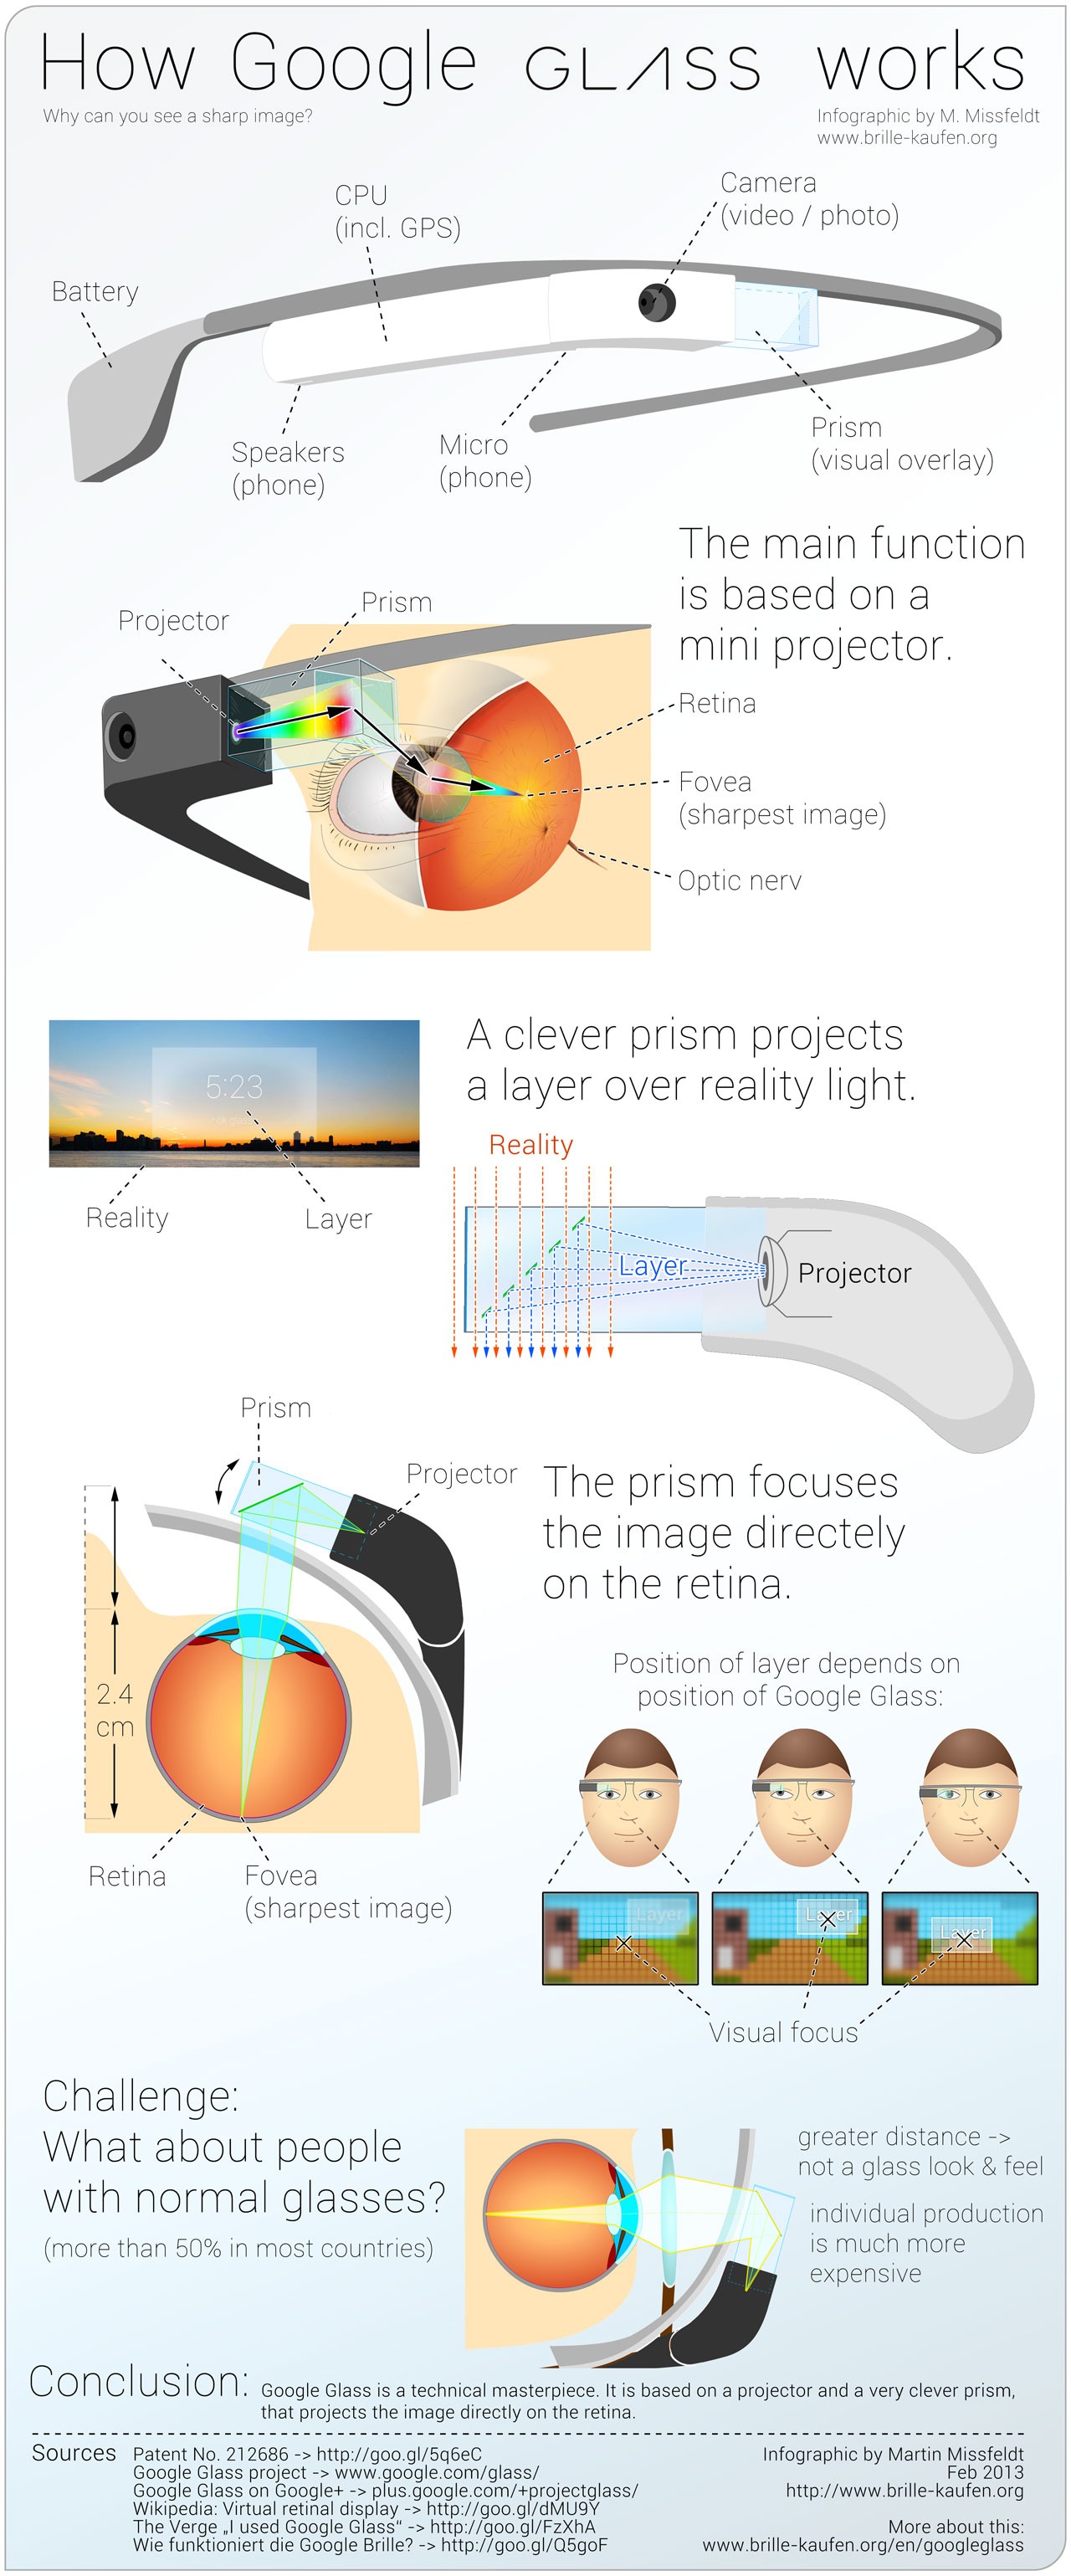 How Google GLASS works
Why can you see a sharp image?
Infographic by M. Missfeldt
www.brille-kaufen.org
CPU
(incl. GPS)
Camera
(video / photo)
Battery
Speakers
(phone)
Micro
(phone)
Prism
(visual overlay)
The main function
is based on a
mini projector.
Projector
Prism
Retina
Fovea
(sharpest image)
Optic nerv
A clever prism projects
a layer over reality light.
5:23
Reality
Layer
Reality
Layer
Projector
Prism
Projector
The prism focuses
the image directely
on the retina.
2.4
cm
Retina
Fovea
(sharpest image)
Position of layer depends on
position of Google Glass:
Layer
Layer
Layer
Visual focus
Challenge:
What about people
with normal glasses?
(more than 50% in most countries)
greater distance ->
not a glass look & feel
individual production
is much more
expensive
Conclusion:
Google Glass is a technical masterpiece. It is based on a projector and a very clever prism,
that projects the image directly on the retina.
Sources
Patent No. 212686 -> http://goo.gl/5q6eC
Google Glass project -> www.google.com/glass/
Google Glass on Google+ -> plus.google.com/+projectglass/
Wikipedia: Virtual retinal display -> http://goo.gl/dMU9Y
The Verge „I used Google Glass“ -> http://goo.gl/FzXhA
Wie funktioniert die Google Brille? -> http://goo.gl/Q5goF
Infographic by Martin Missfeldt
Feb 2013
http://www.brille-kaufen.org
More about this:
www.brille-kaufen.org/en/googleglass